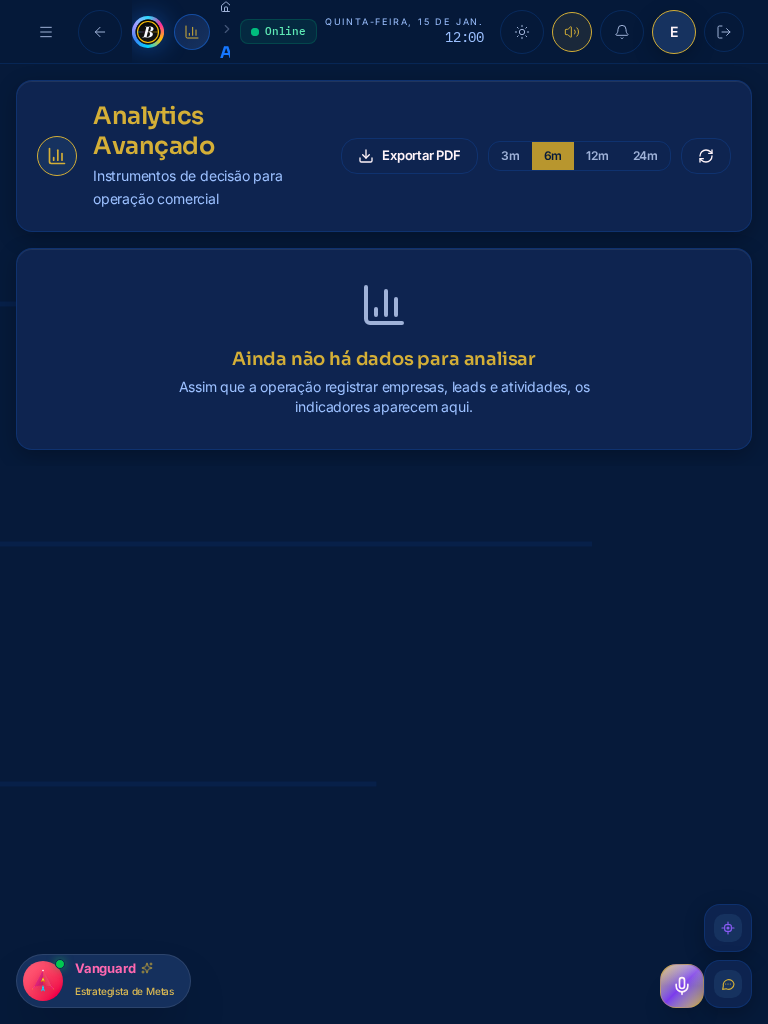 B
A
Online
QUINTA-FEIRA, 15 DE JAN.
12:00
E
Analytics
Avançado
Instrumentos de decisão para
operação comercial
Exportar PDF
3m 6m 12m 24m
Ainda não há dados para analisar
Assim que a operação registrar empresas, leads e atividades, os
indicadores aparecem aqui.
Vanguard
Estrategista de Metas